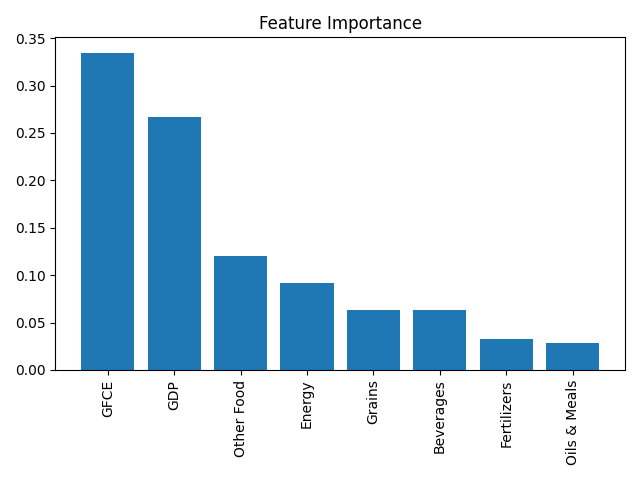 Feature Importance
0.35
0.30
0.25
0.20
0.15
0.10
0.05
0.00
GFCE
GDP
Other Food
Energy
Grains
Beverages
Fertilizers
Oils & Meals